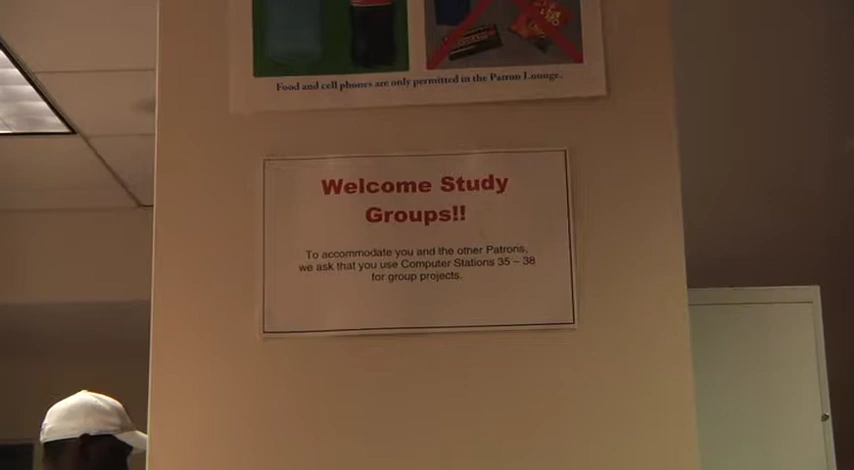 Food and cell phones are only permitted in the Patron Lounge.
Welcome Study
Groups!!
To accommodate you and the other Patrons,
we ask that you use Computer Stations 35 – 38
for group projects.